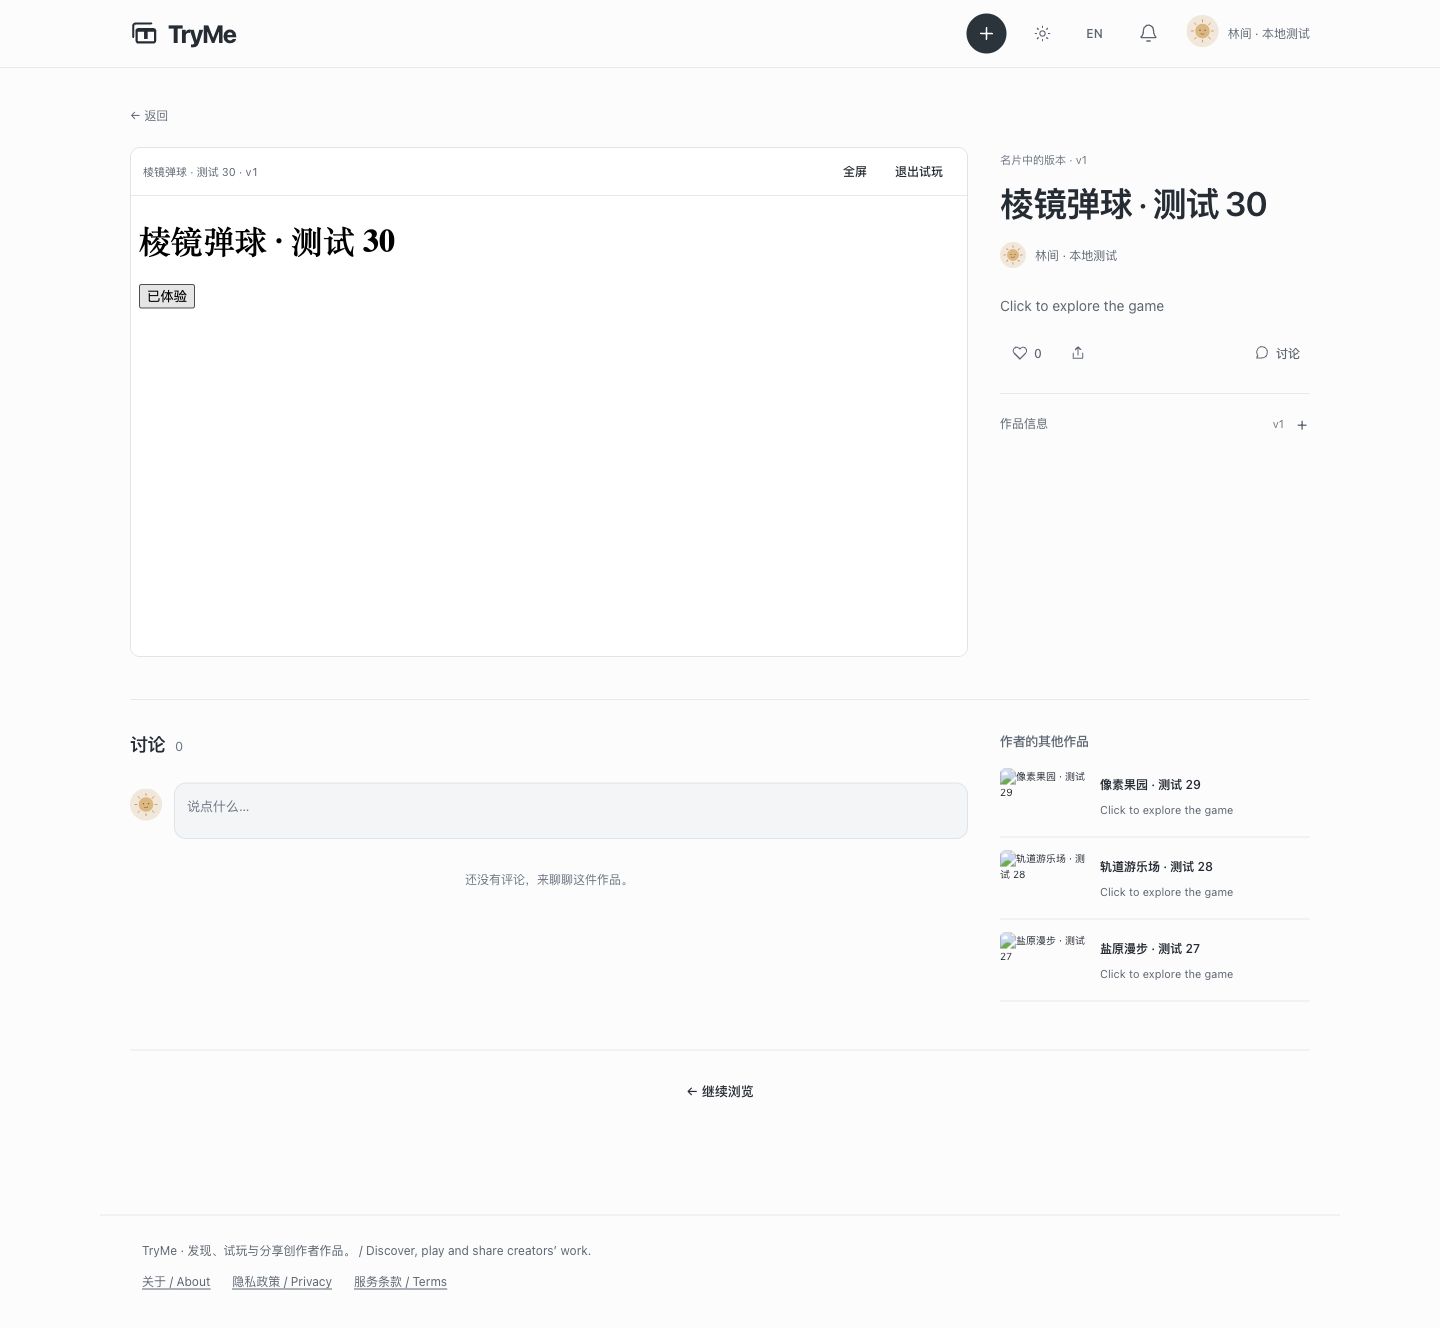 TryMe
EN
林间 · 本地测试
← 返回
棱镜弹球 · 测试 30 · v1
全屏
退出试玩
棱镜弹球 · 测试 30
已体验
名片中的版本 · v1
棱镜弹球 · 测试 30
林间 · 本地测试
Click to explore the game
0
讨论
作品信息
v1 +
讨论 0
说点什么...
还没有评论，来聊聊这件作品。
作者的其他作品
像素果园 · 测试
29
像素果园 · 测试 29
Click to explore the game
轨道游乐场 · 测
试 28
轨道游乐场 · 测试 28
Click to explore the game
盐原漫步 · 测试
27
盐原漫步 · 测试 27
Click to explore the game
← 继续浏览
TryMe · 发现、试玩与分享创作者作品。 / Discover, play and share creators’ work.
关于 / About
隐私政策 / Privacy
服务条款 / Terms